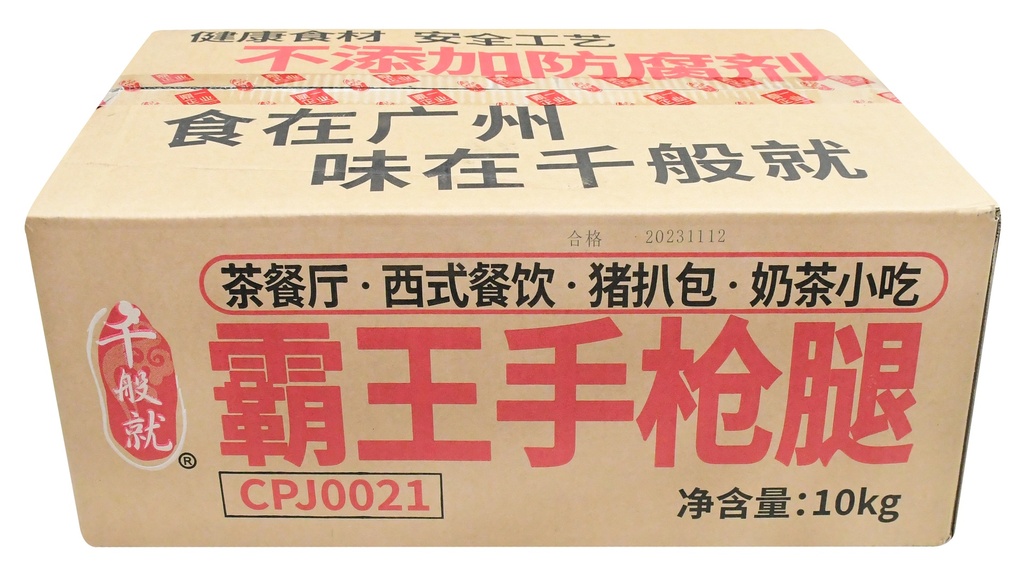 健康食材 安全工艺
不添加防腐剂
食在广州
味在千般就
合格 20231112
茶餐厅·西式餐饮·猪扒包·奶茶小吃
霸王手枪腿
千般就
®
CPJ0021
净含量:10kg